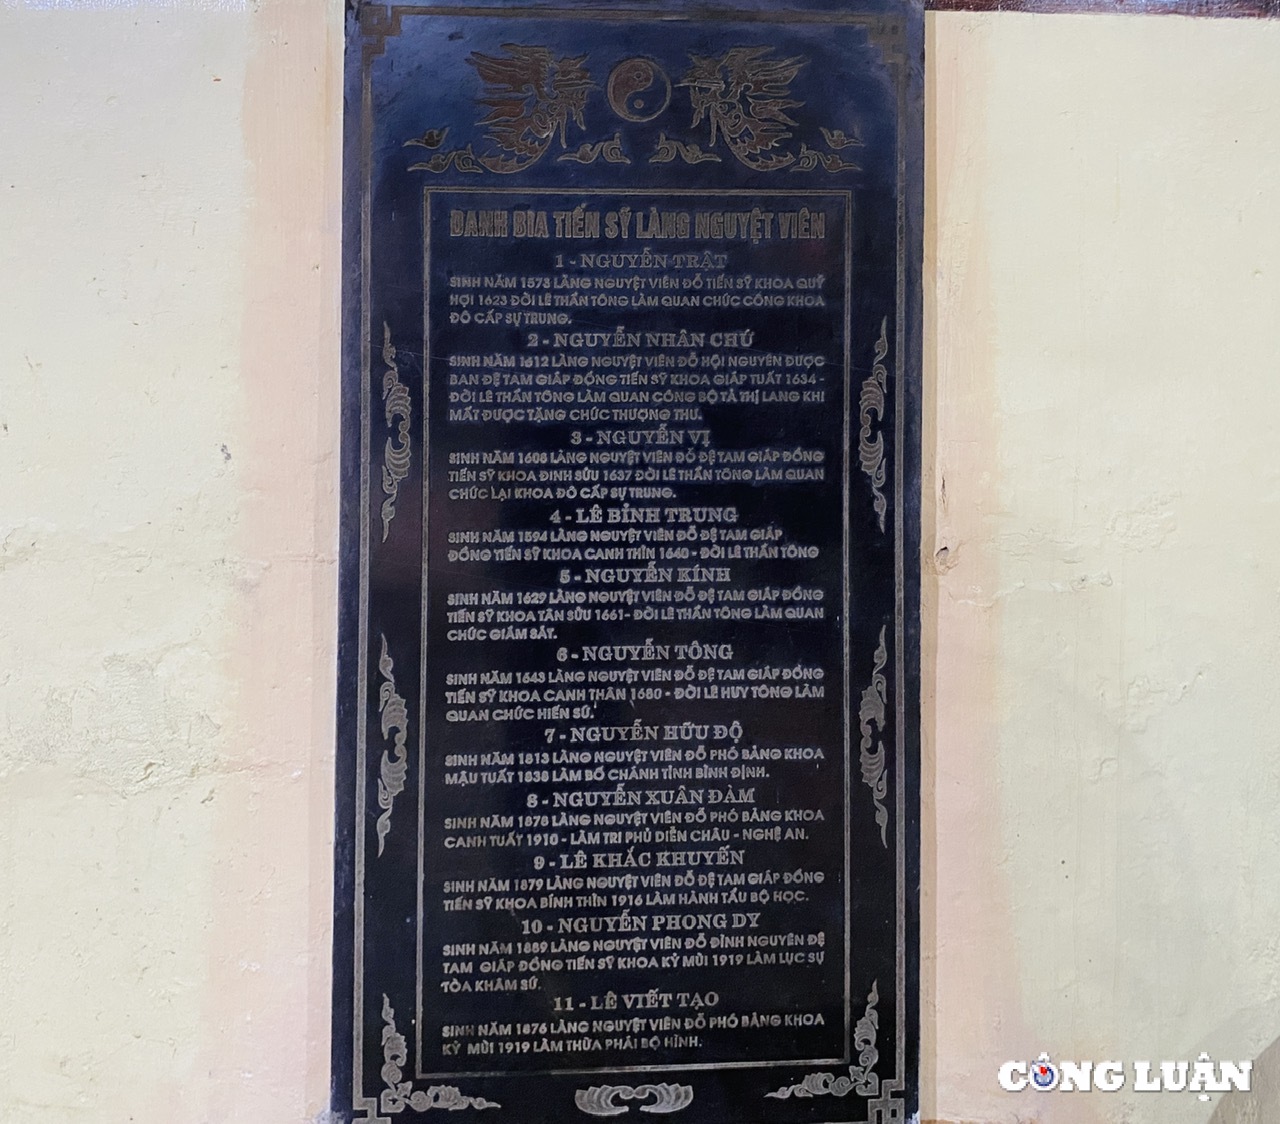 DANH BIA TIẾN SỸ LÀNG NGUYỆT VIÊN
1 - NGUYỄN TRẬT
SINH NĂM 1573 LÀNG NGUYỆT VIÊN ĐỖ TIẾN SỸ KHOA QUÝ
HỢI 1623 ĐỜI LÊ THẦN TÔNG LÀM QUAN CHỨC CÔNG KHOA
ĐÔ CẤP SỰ TRUNG.
2 - NGUYỄN NHÂN CHỨ
SINH NĂM 1612 LÀNG NGUYỆT VIÊN ĐỖ HỘI NGUYÊN ĐƯỢC
BAN ĐỆ TAM GIÁP ĐỒNG TIẾN SỸ KHOA GIÁP TUẤT 1634 -
ĐỜI LÊ THẦN TÔNG LÀM QUAN CÔNG BỘ TẢ THỊ LANG KHI
MẤT ĐƯỢC TẶNG CHỨC THƯỢNG THƯ.
3 - NGUYỄN VỊ
SINH NĂM 1608 LÀNG NGUYỆT VIÊN ĐỖ ĐỆ TAM GIÁP ĐỒNG
TIẾN SỸ KHOA ĐINH SỬU 1637 ĐỜI LÊ THẦN TÔNG LÀM QUAN
CHỨC LẠI KHOA ĐÔ CẤP SỰ TRUNG.
4 - LÊ BỈNH TRUNG
SINH NĂM 1594 LÀNG NGUYỆT VIÊN ĐỖ ĐỆ TAM GIÁP
ĐỒNG TIẾN SỸ KHOA CANH THÌN 1640 - ĐỜI LÊ THẦN TÔNG
5 - NGUYỄN KÍNH
SINH NĂM 1629 LÀNG NGUYỆT VIÊN ĐỖ ĐỆ TAM GIÁP ĐỒNG
TIẾN SỸ KHOA TÂN SỬU 1661- ĐỜI LÊ THẦN TÔNG LÀM QUAN
CHỨC GIÁM SÁT.
6 - NGUYỄN TÔNG
SINH NĂM 1643 LÀNG NGUYỆT VIÊN ĐỖ ĐỆ TAM GIÁP ĐỒNG
TIẾN SỸ KHOA CANH THÂN 1680 - ĐỜI LÊ HUY TÔNG LÀM
QUAN CHỨC HIẾN SỨ.
7 - NGUYỄN HỮU ĐỘ
SINH NĂM 1813 LÀNG NGUYỆT VIÊN ĐỖ PHÓ BẢNG KHOA
MẬU TUẤT 1838 LÀM BỐ CHÁNH TỈNH BÌNH ĐỊNH.
8 - NGUYỄN XUÂN ĐÀM
SINH NĂM 1878 LÀNG NGUYỆT VIÊN ĐỖ PHÓ BẢNG KHOA
CANH TUẤT 1910 - LÀM TRI PHỦ DIỄN CHÂU - NGHỆ AN.
9 - LÊ KHẮC KHUYẾN
SINH NĂM 1879 LÀNG NGUYỆT VIÊN ĐỖ ĐỆ TAM GIÁP ĐỒNG
TIẾN SỸ KHOA BÍNH THÌN 1916 LÀM HÀNH TẨU BỘ HỌC.
10 - NGUYỄN PHONG DY
SINH NĂM 1889 LÀNG NGUYỆT VIÊN ĐỖ ĐÌNH NGUYÊN ĐỆ
TAM GIÁP ĐỒNG TIẾN SỸ KHOA KỶ MÙI 1919 LÀM LỤC SỰ
TÒA KHÂM SỨ.
11 - LÊ VIẾT TẠO
SINH NĂM 1876 LÀNG NGUYỆT VIÊN ĐỖ PHÓ BẢNG KHOA
KỶ MÙI 1919 LÀM THỪA PHÁI BỘ HÌNH.
CÔNG LUẬN